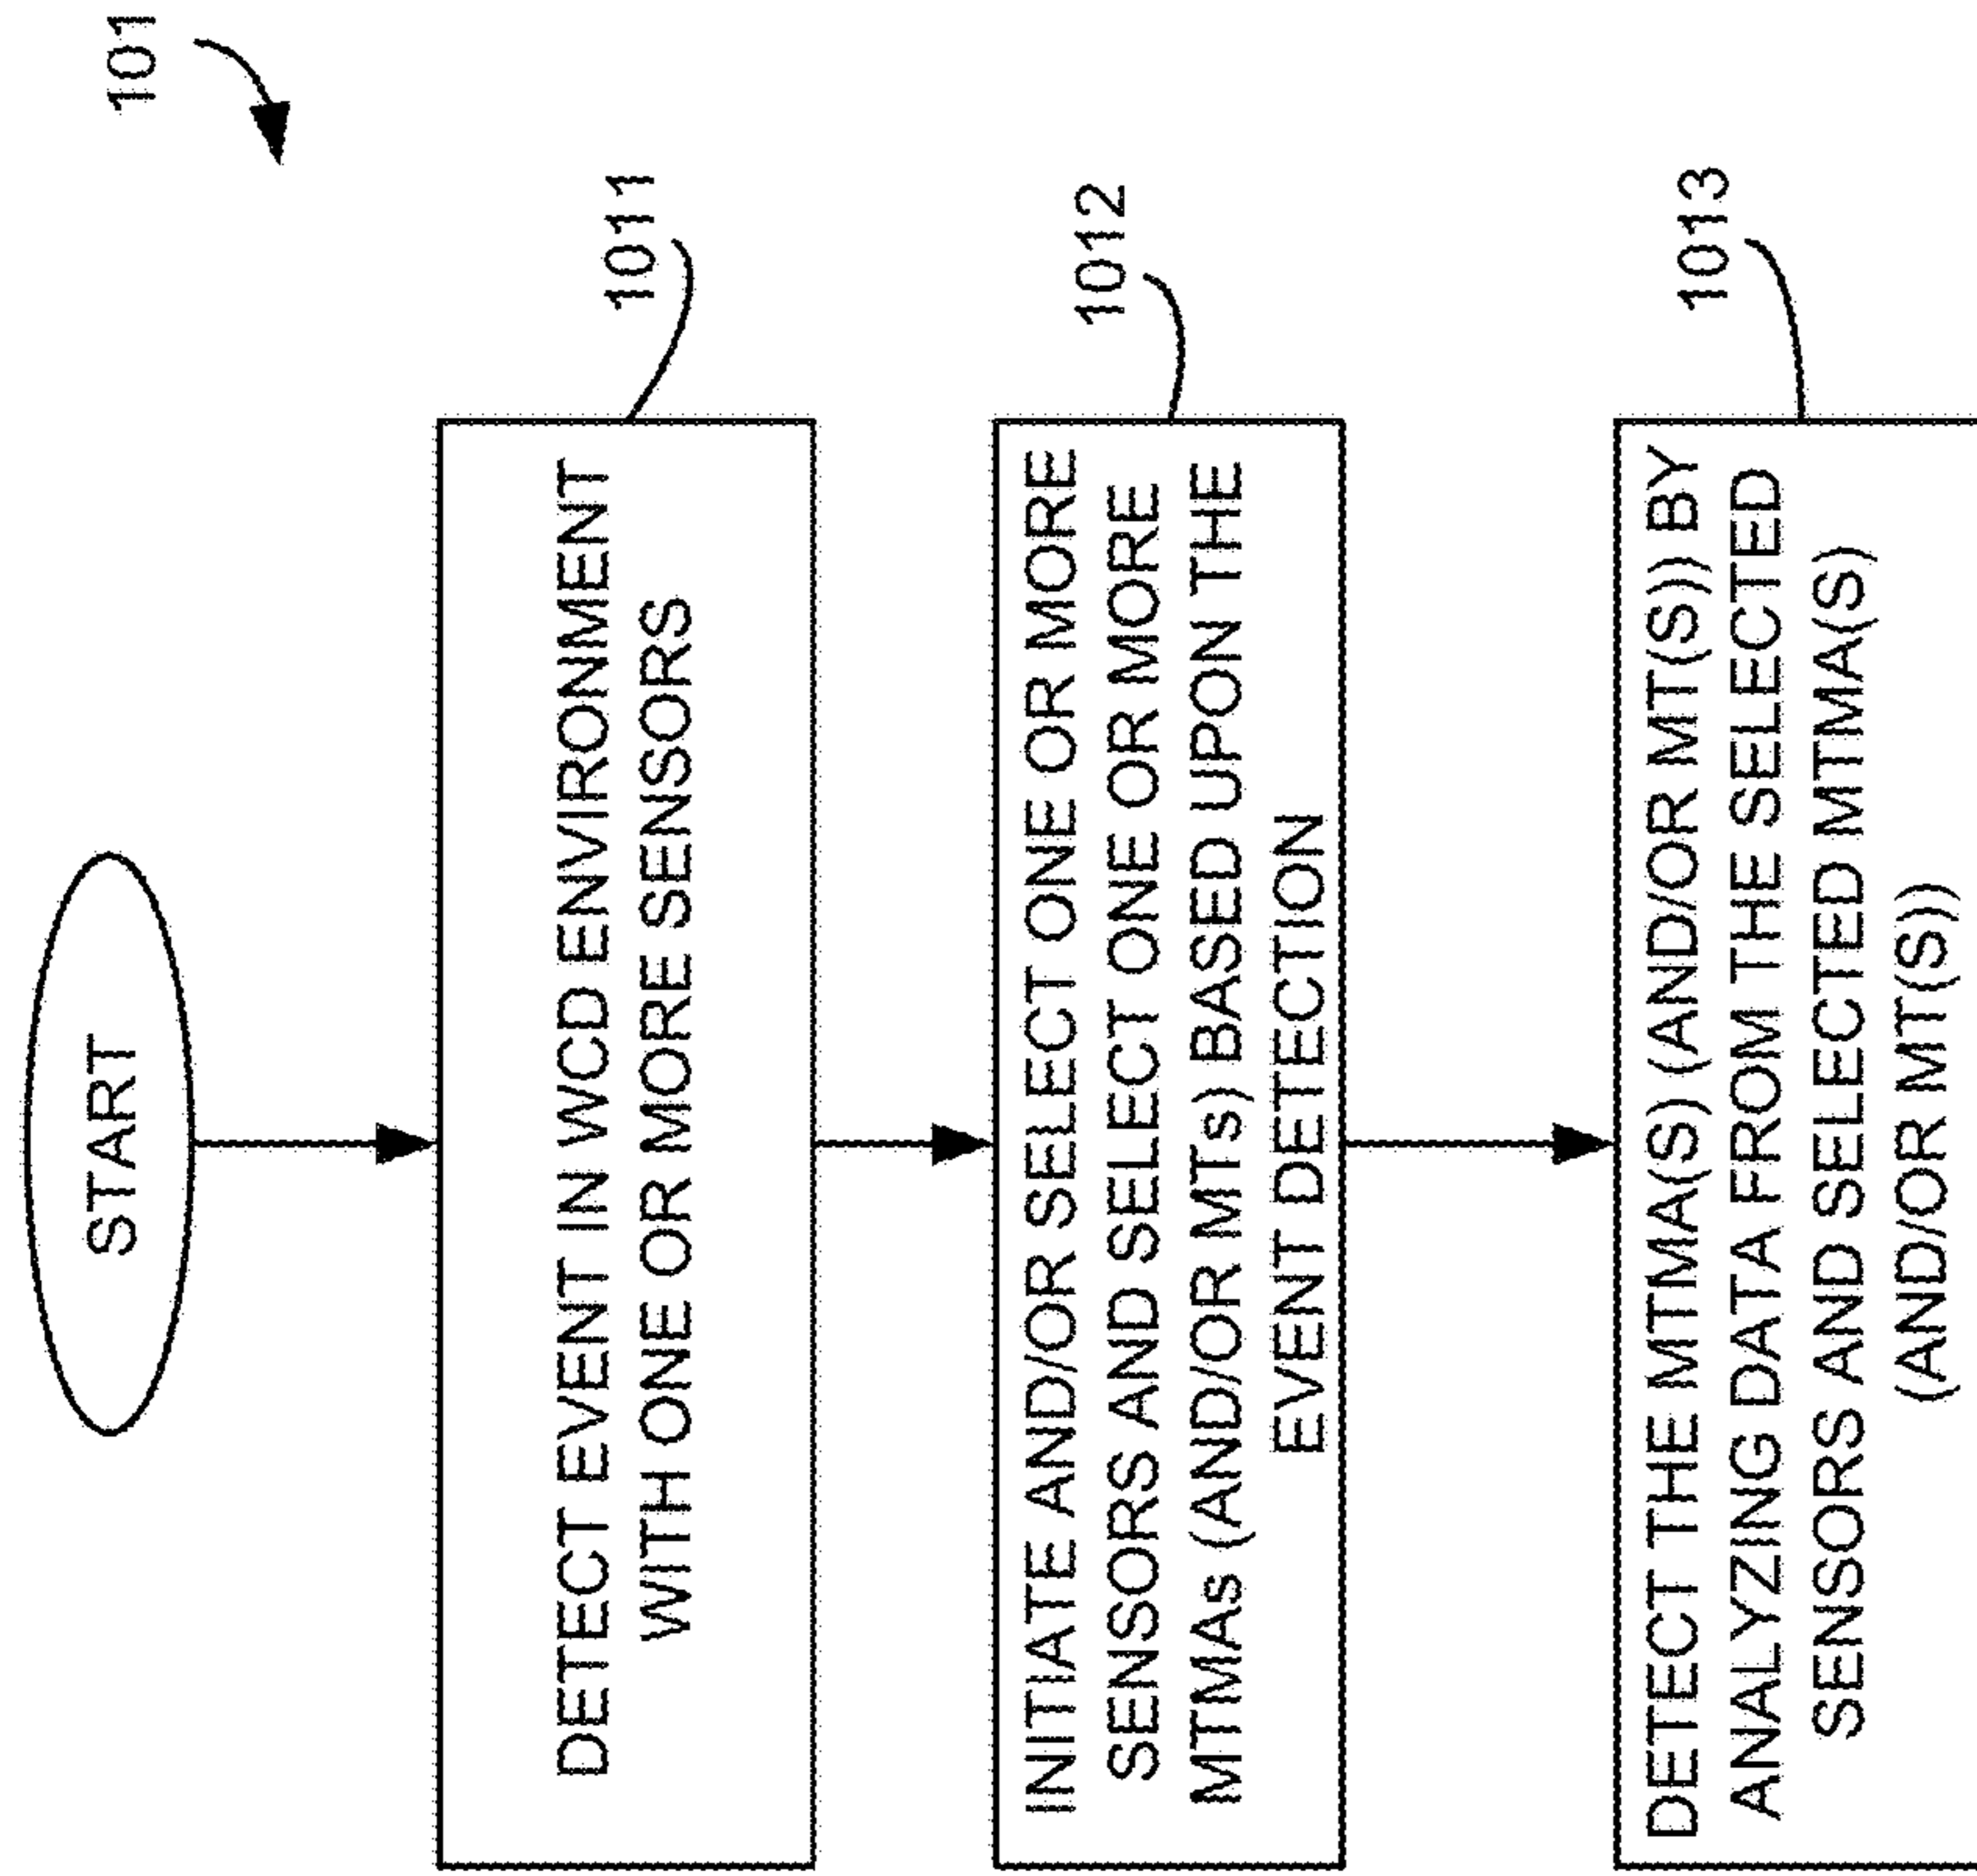 101
START
DETECT EVENT IN WCD ENVIRONMENT
WITH ONE OR MORE SENSORS
1011
INITIATE AND/OR SELECT ONE OR MORE
SENSORS AND SELECT ONE OR MORE
MTMAs (AND/OR MTs) BASED UPON THE
EVENT DETECTION
1012
DETECT THE MTMA(S) (AND/OR MT(S)) BY
ANALYZING DATA FROM THE SELECTED
SENSORS AND SELECTED MTMA(S)
(AND/OR MT(S))
1013